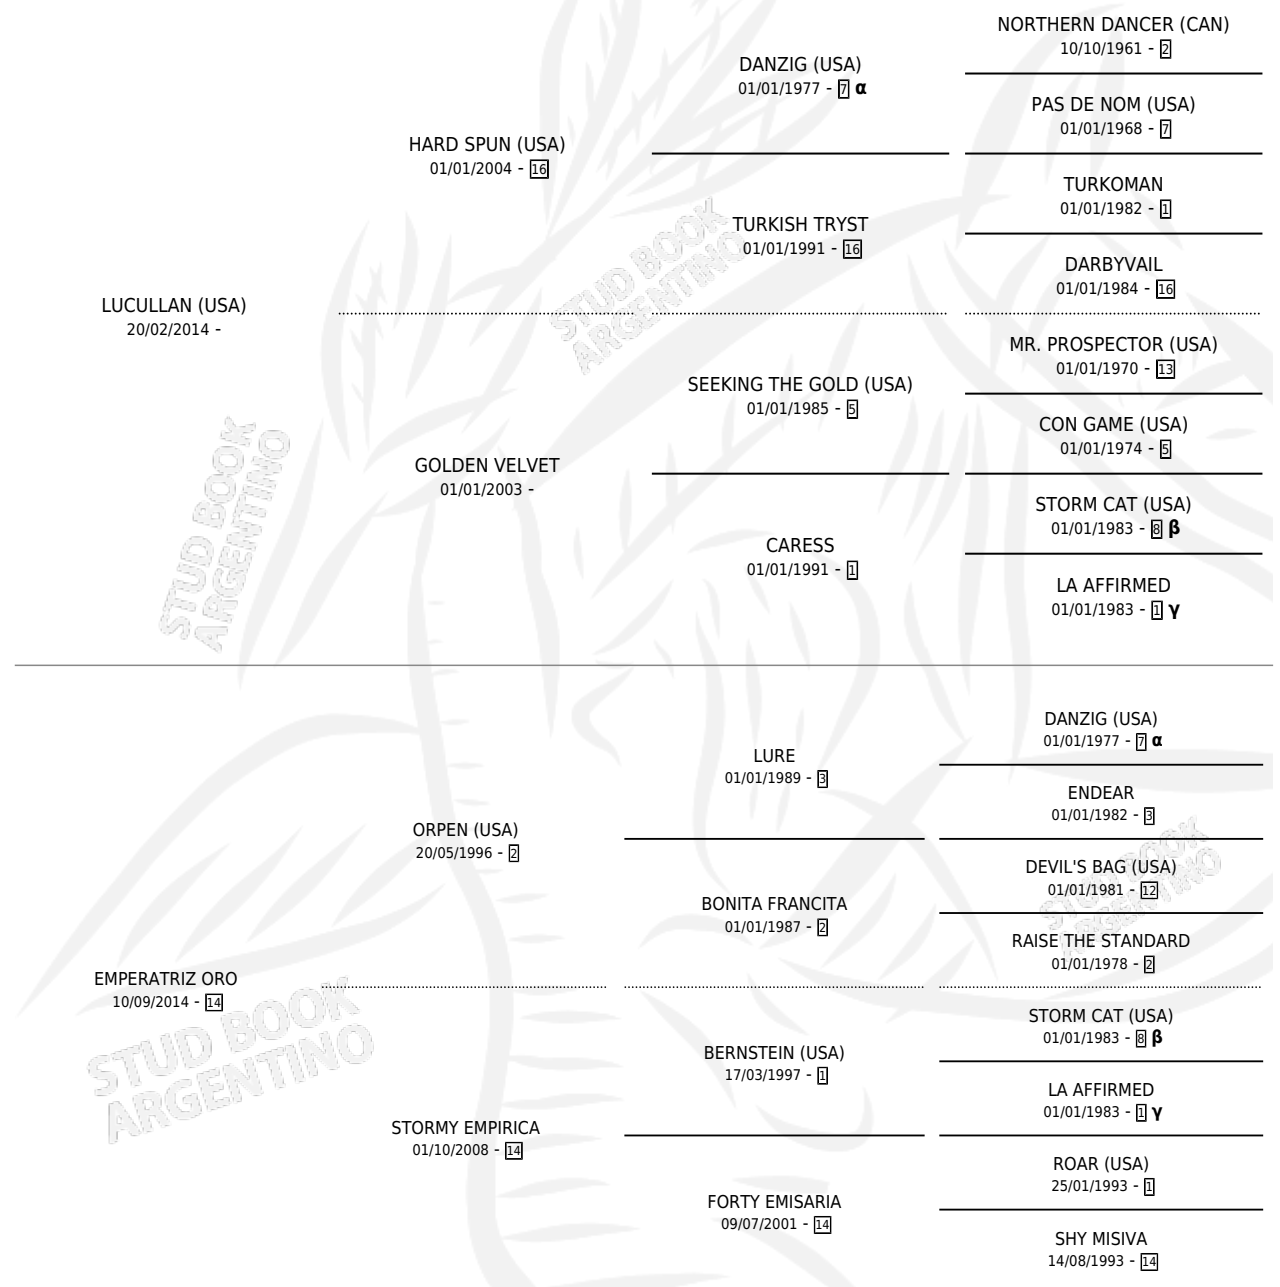 NORTHERN DANCER (CAN)
10/10/1961 - 2
DANZIG (USA)
01/01/1977 - 7 α
PAS DE NOM (USA)
01/01/1968 - 7
HARD SPUN (USA)
01/01/2004 - 16
TURKOMAN
01/01/1982 - 1
TURKISH TRYST
01/01/1991 - 16
DARBYVAIL
01/01/1984 - 16
LUCULLAN (USA)
20/02/2014 -
MR. PROSPECTOR (USA)
01/01/1970 - 13
SEEKING THE GOLD (USA)
01/01/1985 - 5
CON GAME (USA)
01/01/1974 - 5
GOLDEN VELVET
01/01/2003 -
STORM CAT (USA)
01/01/1983 - 8 β
CARESS
01/01/1991 - 1
LA AFFIRMED
01/01/1983 - 1 γ
DANZIG (USA)
01/01/1977 - 7 α
LURE
01/01/1989 - 3
ENDEAR
01/01/1982 - 3
ORPEN (USA)
20/05/1996 - 2
DEVIL'S BAG (USA)
01/01/1981 - 12
BONITA FRANCITA
01/01/1987 - 2
RAISE THE STANDARD
01/01/1978 - 2
EMPERATRIZ ORO
10/09/2014 - 14
STORM CAT (USA)
01/01/1983 - 8 β
BERNSTEIN (USA)
17/03/1997 - 1
LA AFFIRMED
01/01/1983 - 1 γ
STORMY EMPIRICA
01/10/2008 - 14
ROAR (USA)
25/01/1993 - 1
FORTY EMISARIA
09/07/2001 - 14
SHY MISIVA
14/08/1993 - 14
STUD BOOK
ARGENTINO
STUD BOOK
ARGENTINO
STUD BOOK
ARGENTINO
STUD BOOK
ARGENTINO